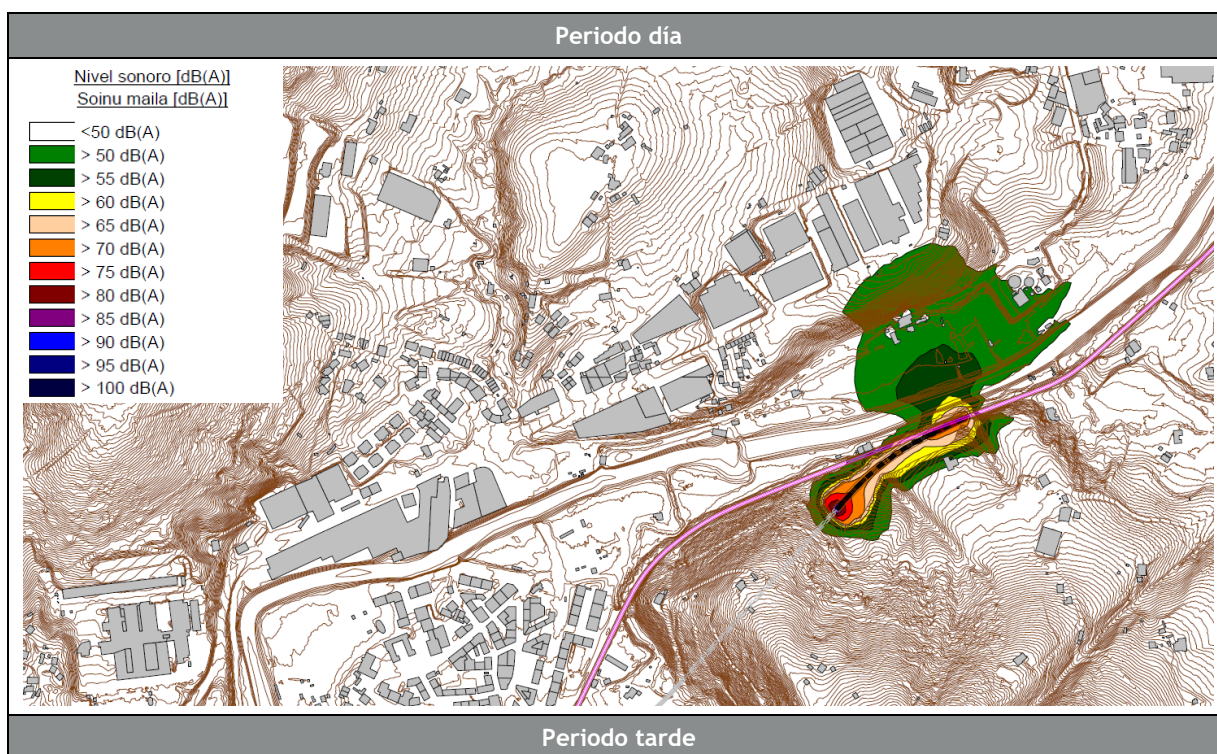 Periodo día
Nivel sonoro [dB(A)]
Soinu maila [dB(A)]
<50 dB(A)
> 50 dB(A)
> 55 dB(A)
> 60 dB(A)
> 65 dB(A)
> 70 dB(A)
> 75 dB(A)
> 80 dB(A)
> 85 dB(A)
> 90 dB(A)
> 95 dB(A)
> 100 dB(A)
Periodo tarde